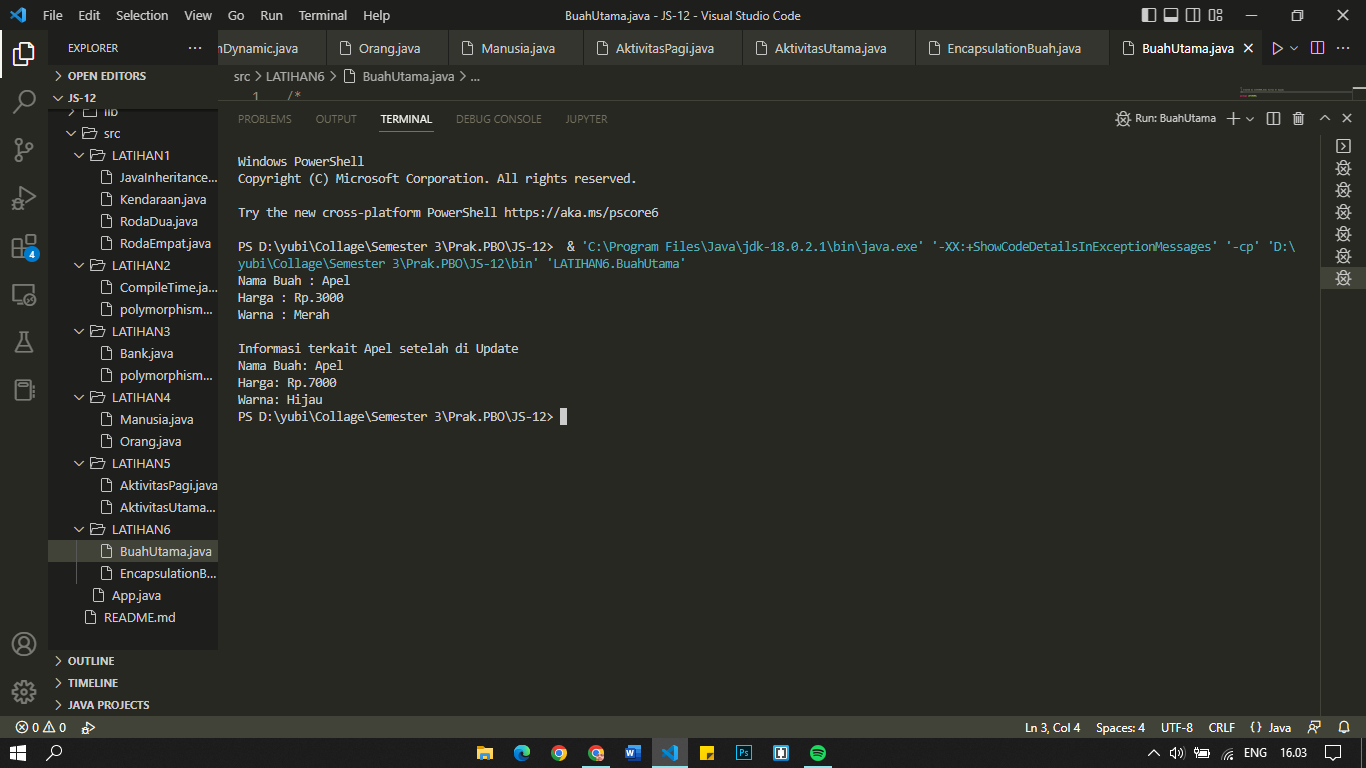 File Edit Selection View Go Run Terminal Help
BuahUtama.java - JS-12 - Visual Studio Code
EXPLORER ...
nDynamic.java Orang.java Manusia.java AktivitasPagi.java AktivitasUtama.java EncapsulationBuah.java BuahUtama.java
OPEN EDITORS
JS-12
lib
src
LATIHAN1
JavaInheritance...
Kendaraan.java
RodaDua.java
RodaEmpat.java
LATIHAN2
CompileTime.ja...
polymorphism...
LATIHAN3
Bank.java
polymorphism...
LATIHAN4
Manusia.java
Orang.java
LATIHAN5
AktivitasPagi.java
AktivitasUtama...
LATIHAN6
BuahUtama.java
EncapsulationB...
App.java
README.md
OUTLINE
TIMELINE
JAVA PROJECTS
4
src > LATIHAN6 > BuahUtama.java > ...
1 /*
PROBLEMS OUTPUT TERMINAL DEBUG CONSOLE JUPYTER
Run: BuahUtama
Windows PowerShell
Copyright (C) Microsoft Corporation. All rights reserved.
Try the new cross-platform PowerShell https://aka.ms/pscore6
PS D:\yubi\Collage\Semester 3\Prak.PBO\JS-12>  & 'C:\Program Files\Java\jdk-18.0.2.1\bin\java.exe' '-XX:+ShowCodeDetailsInExceptionMessages' '-cp' 'D:\
yubi\Collage\Semester 3\Prak.PBO\JS-12\bin' 'LATIHAN6.BuahUtama'
Nama Buah : Apel
Harga : Rp.3000
Warna : Merah
Informasi terkait Apel setelah di Update
Nama Buah: Apel
Harga: Rp.7000
Warna: Hijau
PS D:\yubi\Collage\Semester 3\Prak.PBO\JS-12>
0 0
Ln 3, Col 4 Spaces: 4 UTF-8 CRLF {} Java
ENG 16.03